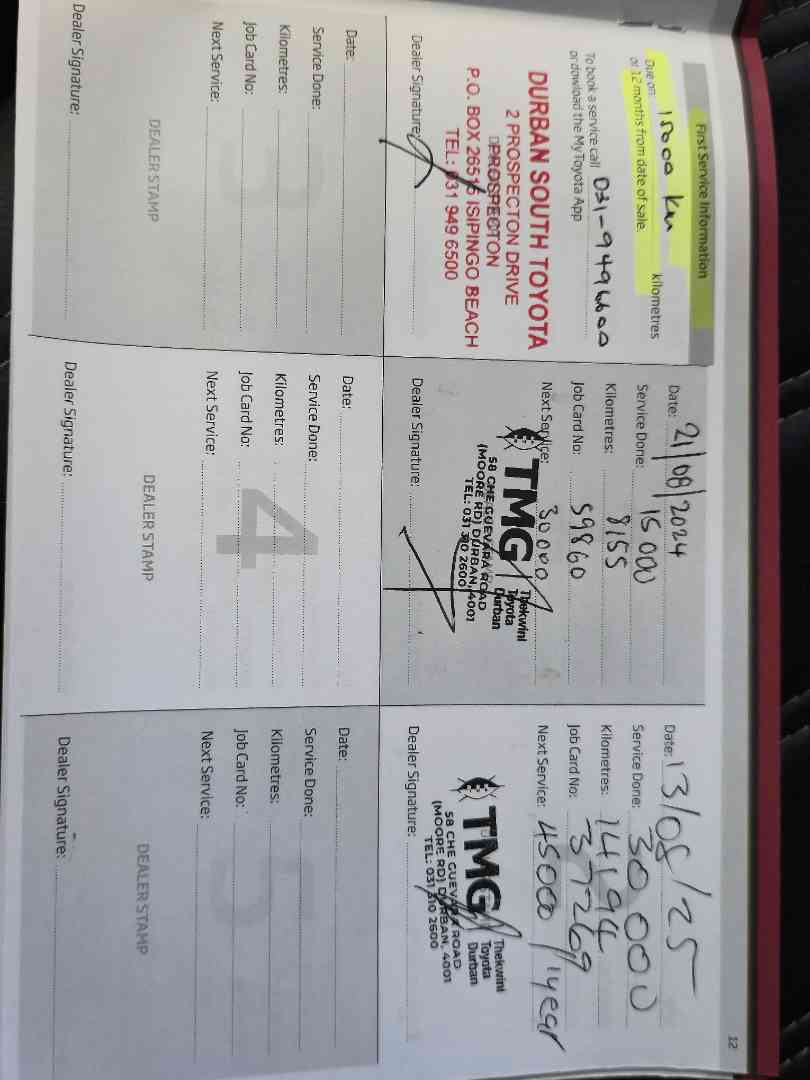 First Service Information
Due on: 15000 km kilometres
or 12 months from date of sale.
To book a service call 031-9496600
or dowload the MyToyota App
DURBAN SOUTH TOYOTA
2 PROSPECTON DRIVE
PROSPECTON
P.O. BOX 26516 ISIPINGO BEACH
TEL: 031 949 6500
Dealer Signature:
Date: 21/08/2024
Service Done: 15 000
Kilometres: 8155
Job Card No: 59860
Next Service: 30 000
TMG Thekwini
Toyota
Durban
58 CHE GUEVARA ROAD
(MOORE RD) DURBAN, 4001
TEL: 031 310 2600
Dealer Signature:
Date: 13/08/25
Service Done: 30 000
Kilometres: 14194
Job Card No: 37269
Next Service: 45000 / 1year
TMG Thekwini
Toyota
Durban
58 CHE GUEVARA ROAD
(MOORE RD) DURBAN, 4001
TEL: 031 310 2600
Dealer Signature:
Date:
Service Done:
Kilometres:
Job Card No:
Next Service:
3
DEALER STAMP
Dealer Signature:
Date:
Service Done:
Kilometres:
Job Card No:
Next Service:
4
DEALER STAMP
Dealer Signature:
Date:
Service Done:
Kilometres:
Job Card No:
Next Service:
5
DEALER STAMP
Dealer Signature:
12